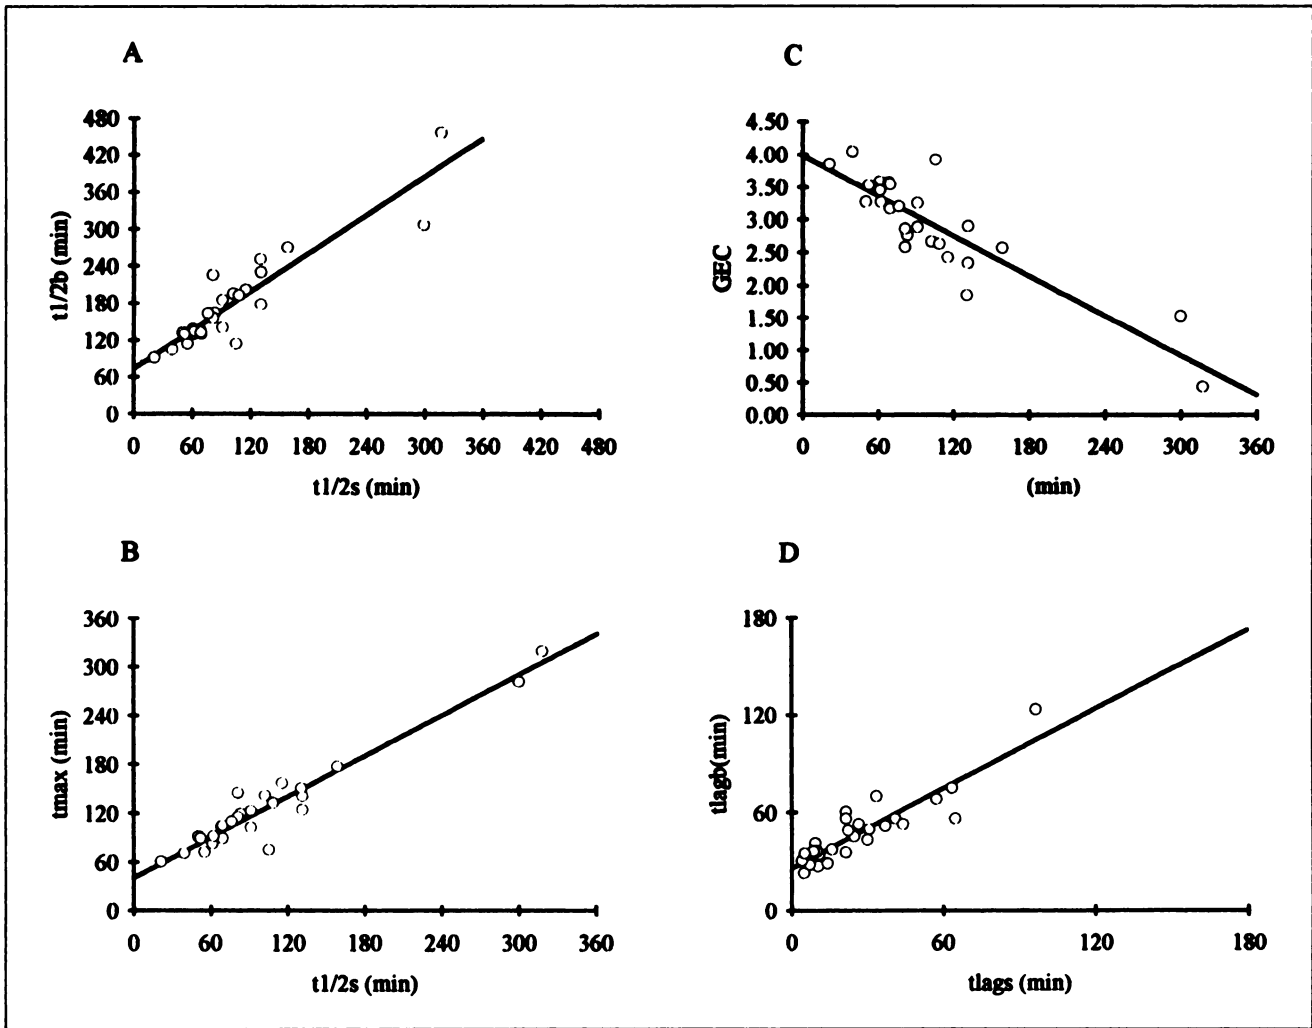 A
480
420
360
300
240
180
120
60
0
t1/2b (min)
0 60 120 180 240 300 360 420 480
t1/2s (min)
C
4.50
4.00
3.50
3.00
2.50
2.00
1.50
1.00
0.50
0.00
GEC
0 60 120 180 240 300 360
(min)
B
360
300
240
180
120
60
0
tmax (min)
0 60 120 180 240 300 360
t1/2s (min)
D
180
120
60
0
tlagb(min)
0 60 120 180
tlags (min)